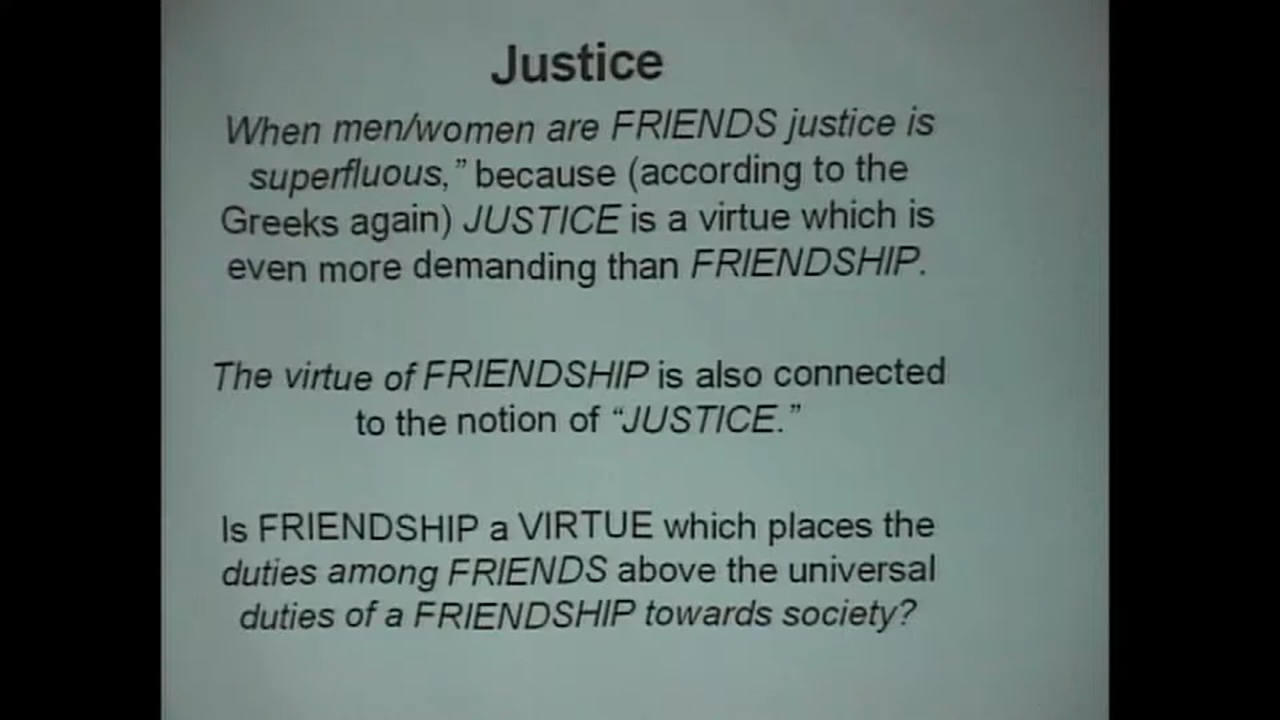 Justice
When men/women are FRIENDS justice is
superfluous,” because (according to the
Greeks again) JUSTICE is a virtue which is
even more demanding than FRIENDSHIP.
The virtue of FRIENDSHIP is also connected
to the notion of “JUSTICE.”
Is FRIENDSHIP a VIRTUE which places the
duties among FRIENDS above the universal
duties of a FRIENDSHIP towards society?